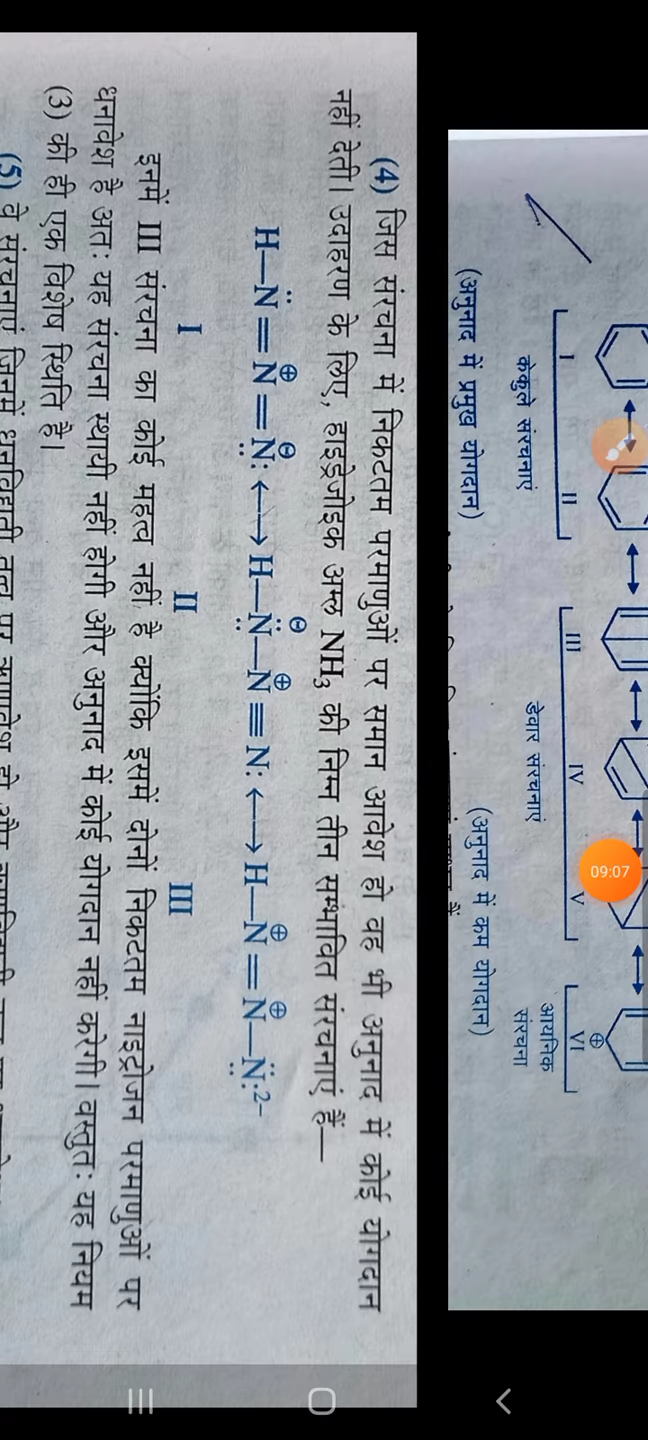 I II III IV V VI
केकुले संरचनाएं डेवार संरचनाएं आयनिक संरचना
(अनुनाद में प्रमुख योगदान) (अनुनाद में कम योगदान)
09:07
(4) जिस संरचना में निकटतम परमाणुओं पर समान आवेश हो वह भी अनुनाद में कोई योगदान
नहीं देती। उदाहरण के लिए, हाइड्रेजोइक अम्ल NH₃ की निम्न तीन सम्भावित संरचनाएं हैं—
H—N̈=N⊕=N̈:⊖ ⟷ H—N̈⊖—N⊕≡N: ⟷ H—N⊕=N⊕—N̈:²⁻
I II III
इनमें III संरचना का कोई महत्व नहीं है क्योंकि इसमें दोनों निकटतम नाइट्रोजन परमाणुओं पर
धनावेश है अतः यह संरचना स्थायी नहीं होगी और अनुनाद में कोई योगदान नहीं करेगी। वस्तुतः यह नियम
(3) की ही एक विशेष स्थिति है।
(5) वे संरचनाएं जिनमें